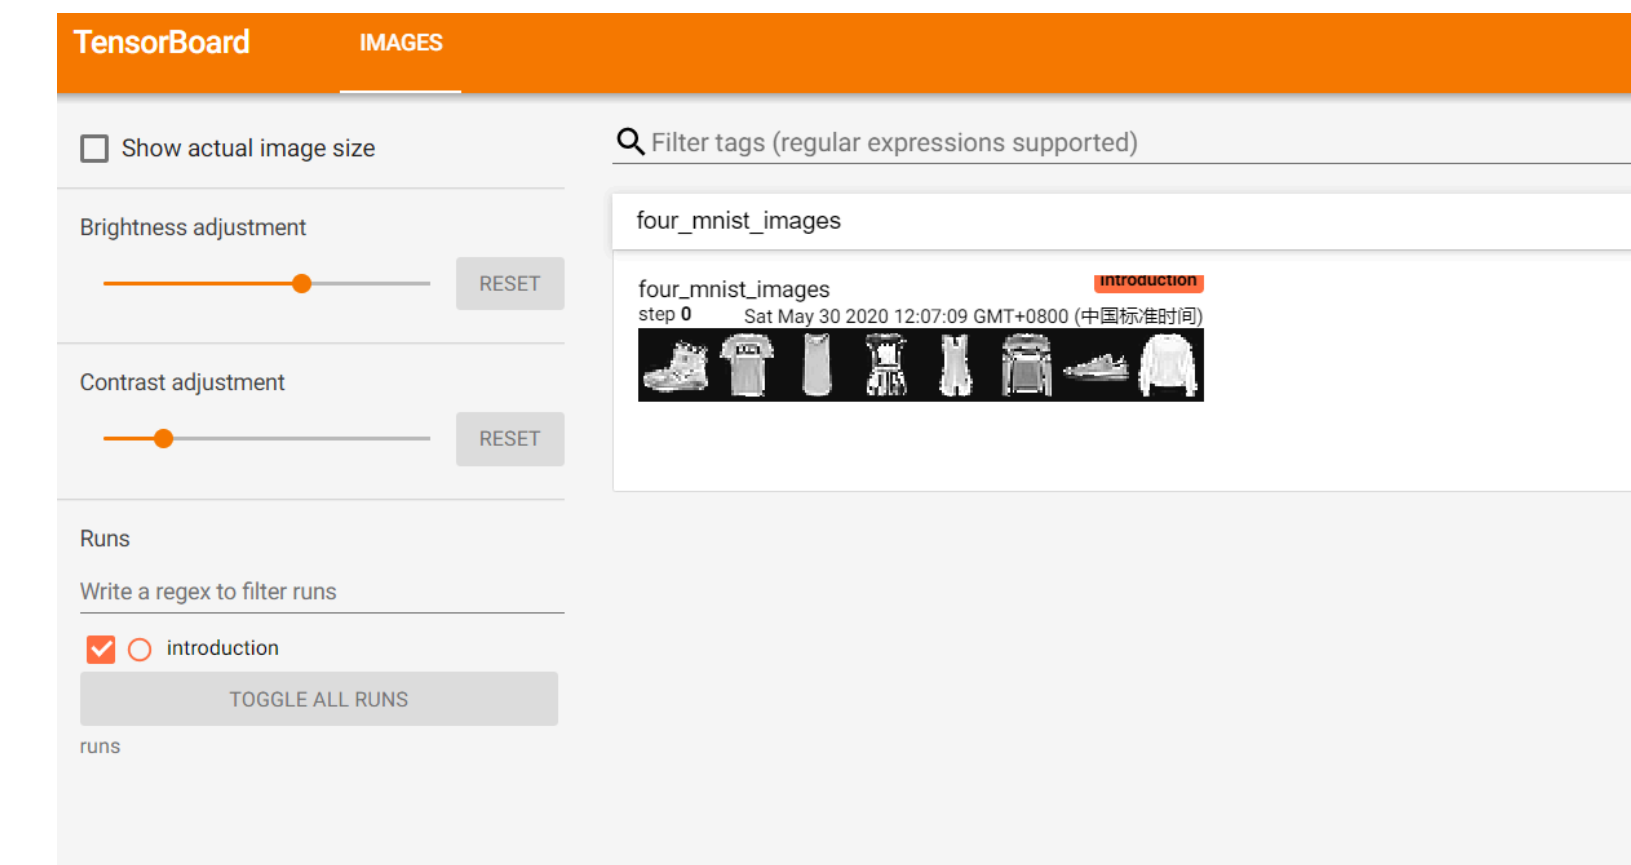 TensorBoard IMAGES
Show actual image size
Filter tags (regular expressions supported)
Brightness adjustment
RESET
Contrast adjustment
RESET
Runs
Write a regex to filter runs
introduction
TOGGLE ALL RUNS
runs
four_mnist_images
four_mnist_images
introduction
step 0 Sat May 30 2020 12:07:09 GMT+0800 (中国标准时间)